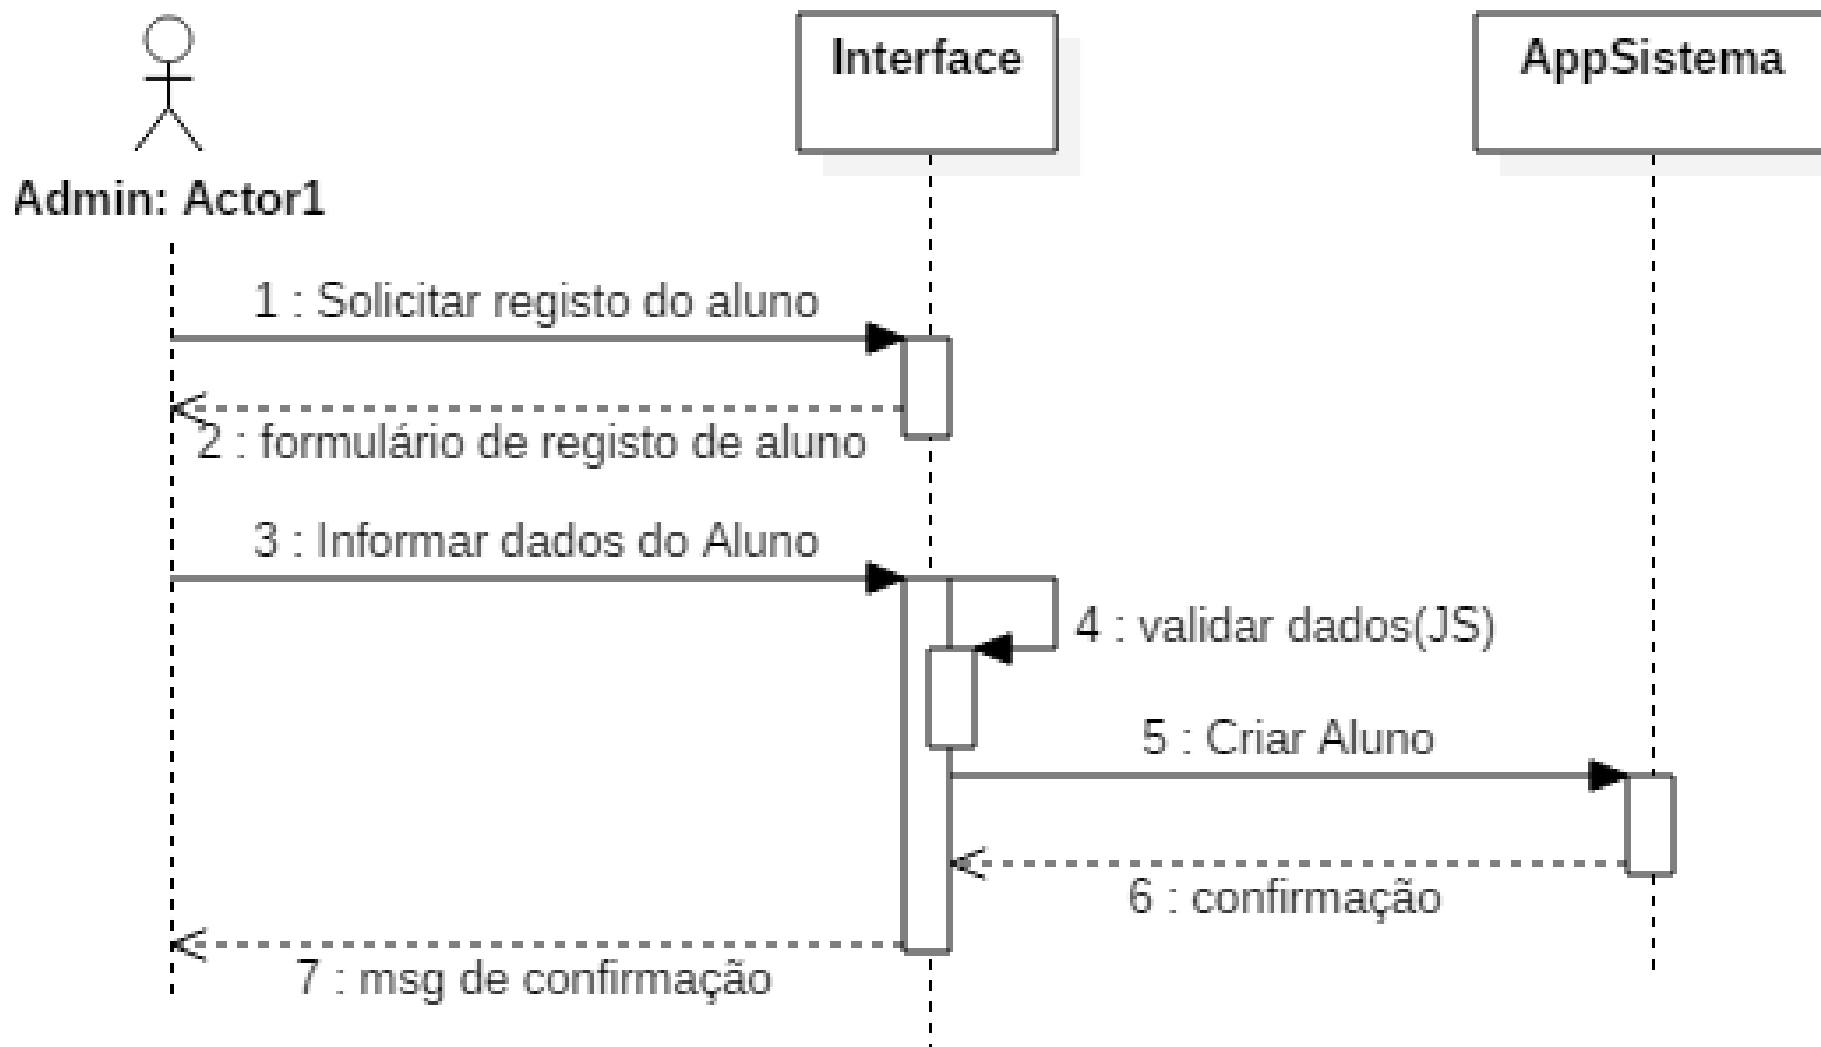 Interface
AppSistema
Admin: Actor1
1 : Solicitar registo do aluno
2 : formulário de registo de aluno
3 : Informar dados do Aluno
4 : validar dados(JS)
5 : Criar Aluno
6 : confirmação
7 : msg de confirmação